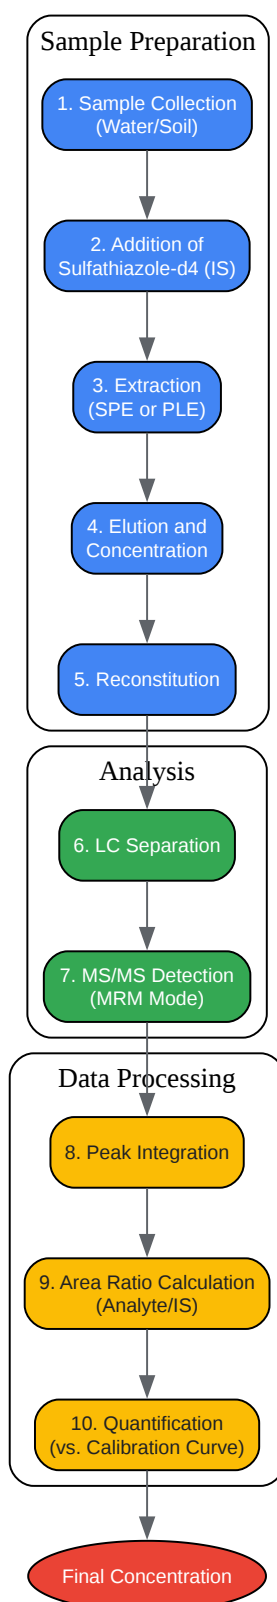 Sample Preparation
1. Sample Collection
(Water/Soil)
2. Addition of
Sulfathiazole-d4 (IS)
3. Extraction
(SPE or PLE)
4. Elution and
Concentration
5. Reconstitution
Analysis
6. LC Separation
7. MS/MS Detection
(MRM Mode)
Data Processing
8. Peak Integration
9. Area Ratio Calculation
(Analyte/IS)
10. Quantification
(vs. Calibration Curve)
Final Concentration